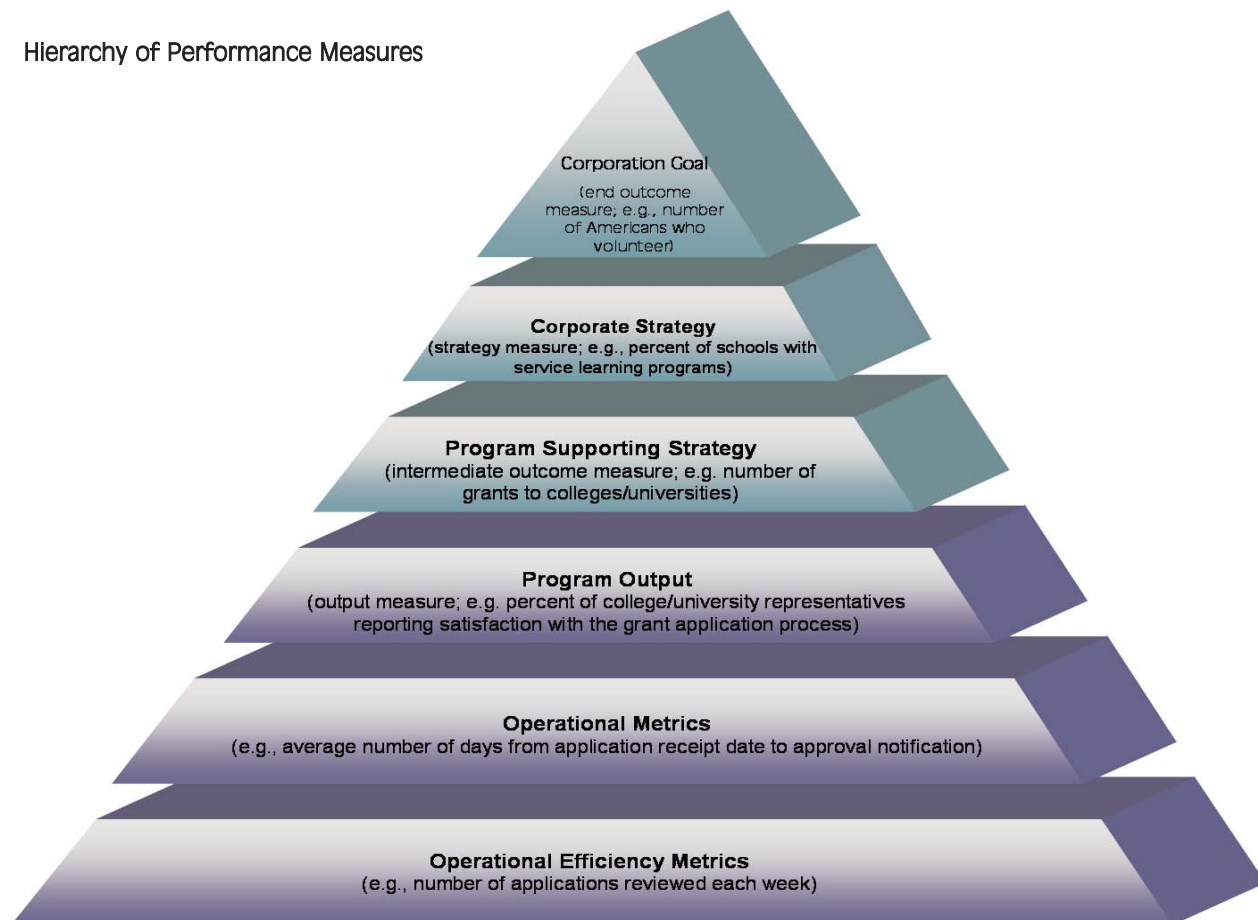 Hierarchy of Performance Measures
Corporation Goal
(end outcome
measure; e.g., number
of Americans who
volunteer)
Corporate Strategy
(strategy measure; e.g., percent of schools with
service learning programs)
Program Supporting Strategy
(intermediate outcome measure; e.g. number of
grants to colleges/universities)
Program Output
(output measure; e.g. percent of college/university representatives
reporting satisfaction with the grant application process)
Operational Metrics
(e.g., average number of days from application receipt date to approval notification)
Operational Efficiency Metrics
(e.g., number of applications reviewed each week)